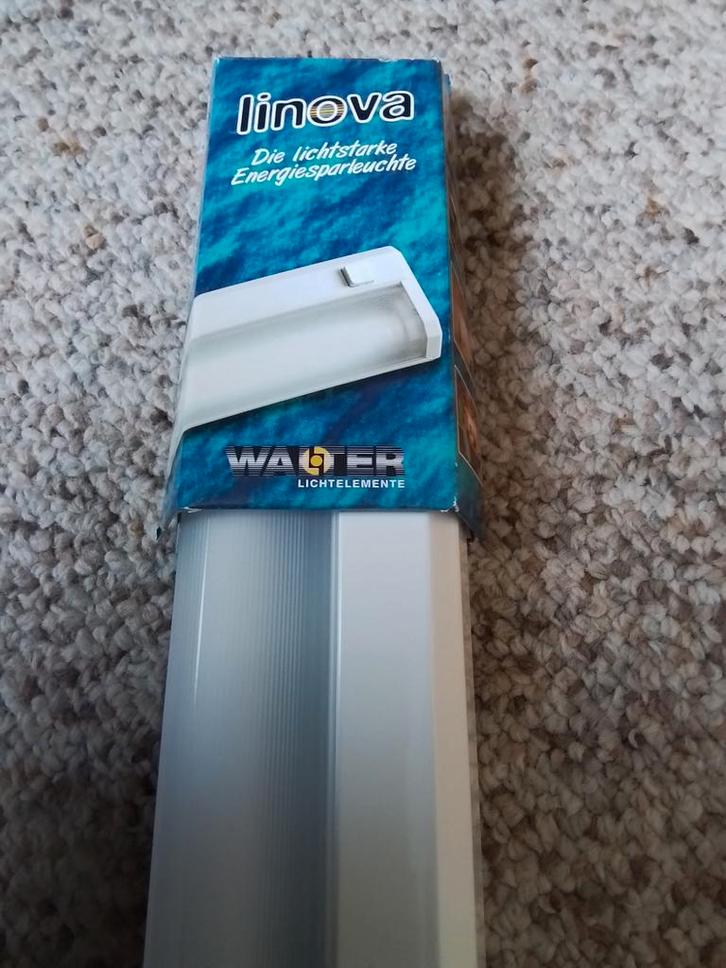 linova
Die lichtstarke
Energiesparleuchte
WALTER
LICHTELEMENTE